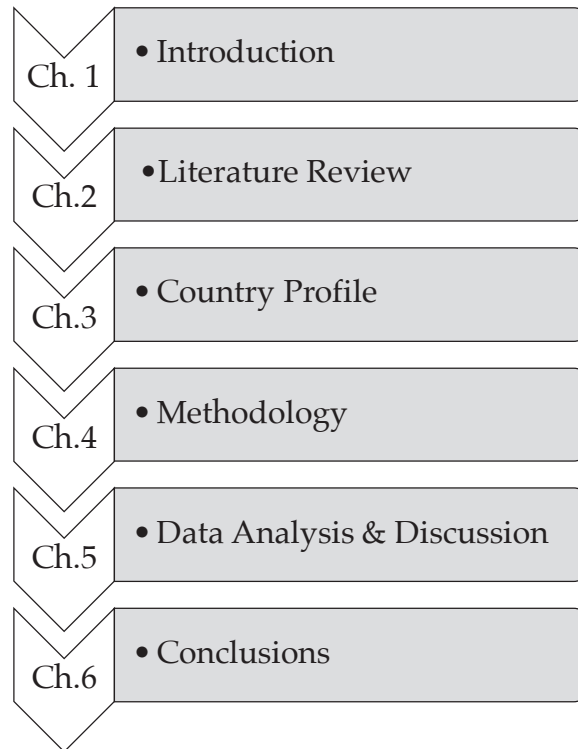 Ch. 1
• Introduction
Ch.2
•Literature Review
Ch.3
• Country Profile
Ch.4
• Methodology
Ch.5
• Data Analysis & Discussion
Ch.6
• Conclusions